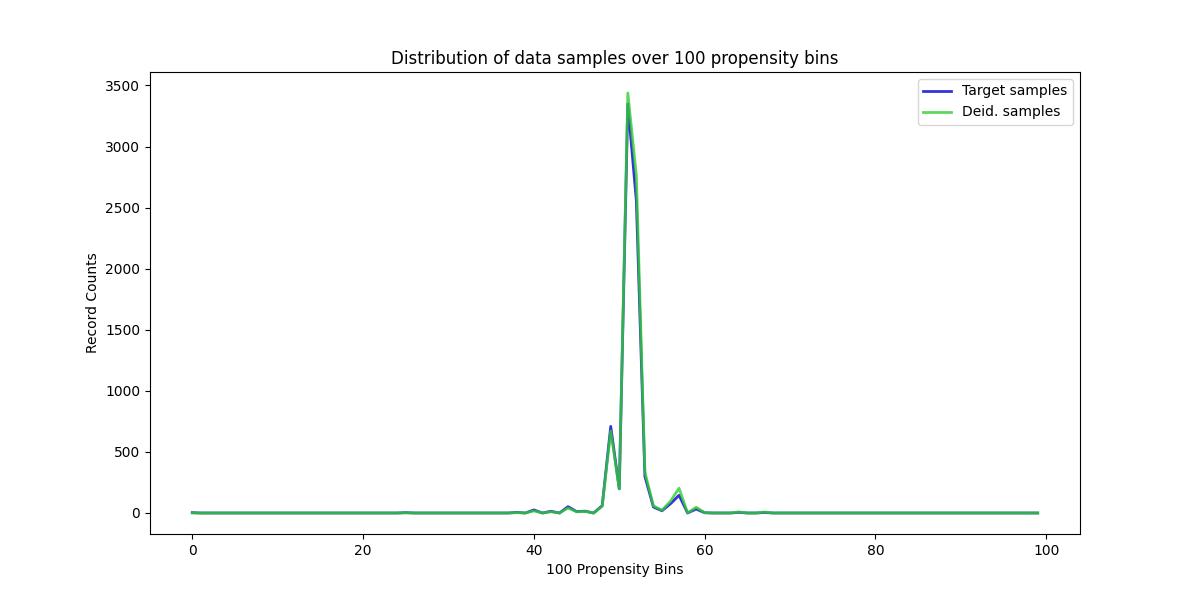 Distribution of data samples over 100 propensity bins
Target samples
Deid. samples
Record Counts
3500
3000
2500
2000
1500
1000
500
0
0 20 40 60 80 100
100 Propensity Bins